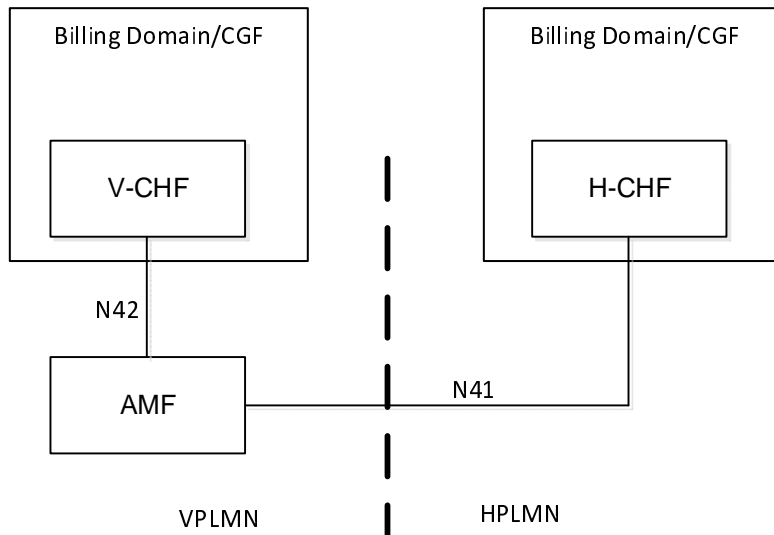 Billing Domain/CGF
Billing Domain/CGF
V-CHF
H-CHF
N42
AMF
N41
VPLMN
HPLMN